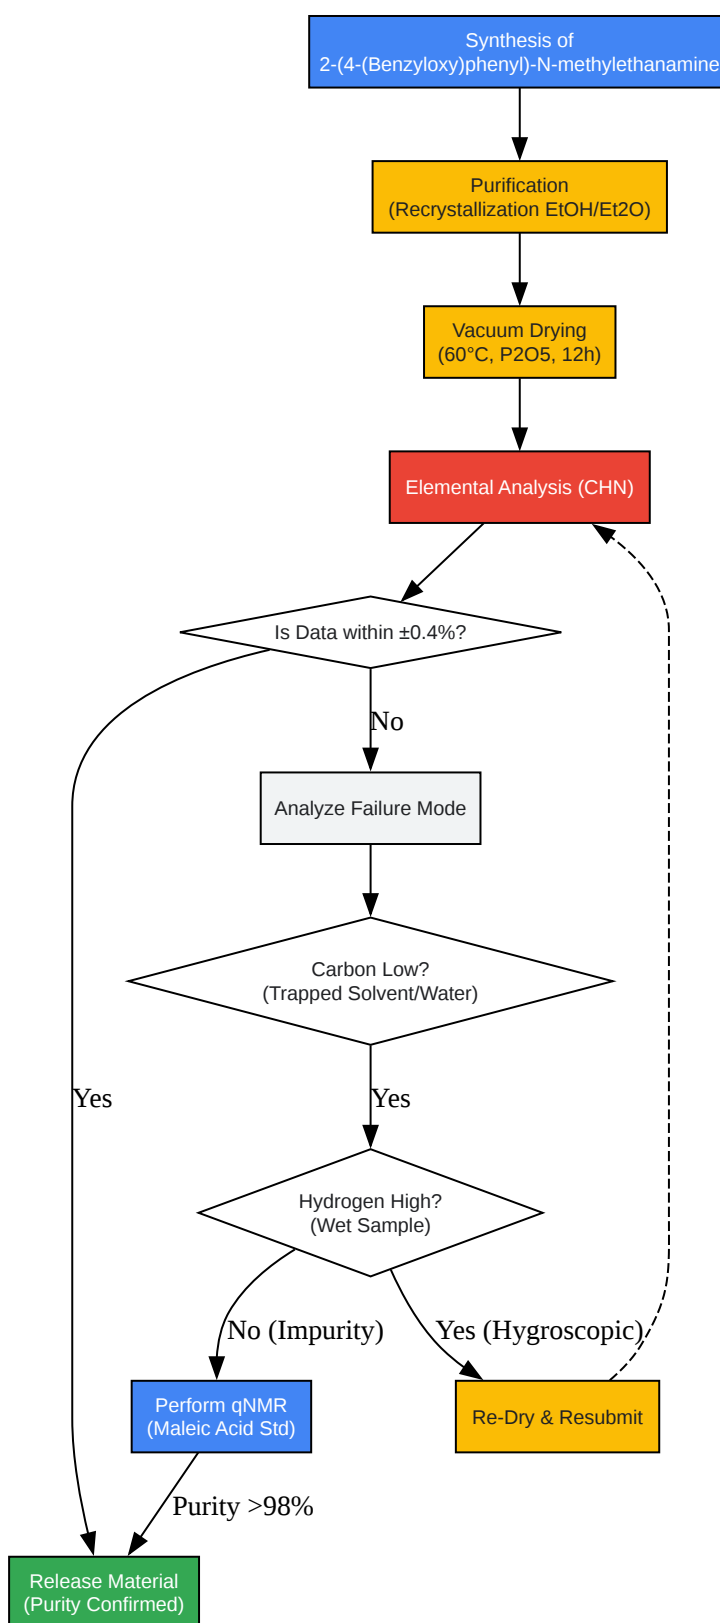 Synthesis of
2-(4-(Benzyloxy)phenyl)-N-methylethanamine
Purification
(Recrystallization EtOH/Et2O)
Vacuum Drying
(60°C, P2O5, 12h)
Elemental Analysis (CHN)
Is Data within ±0.4%?
No
Analyze Failure Mode
Carbon Low?
(Trapped Solvent/Water)
Yes
Yes
Hydrogen High?
(Wet Sample)
No (Impurity)
Yes (Hygroscopic)
Perform qNMR
(Maleic Acid Std)
Re-Dry & Resubmit
Purity >98%
Release Material
(Purity Confirmed)